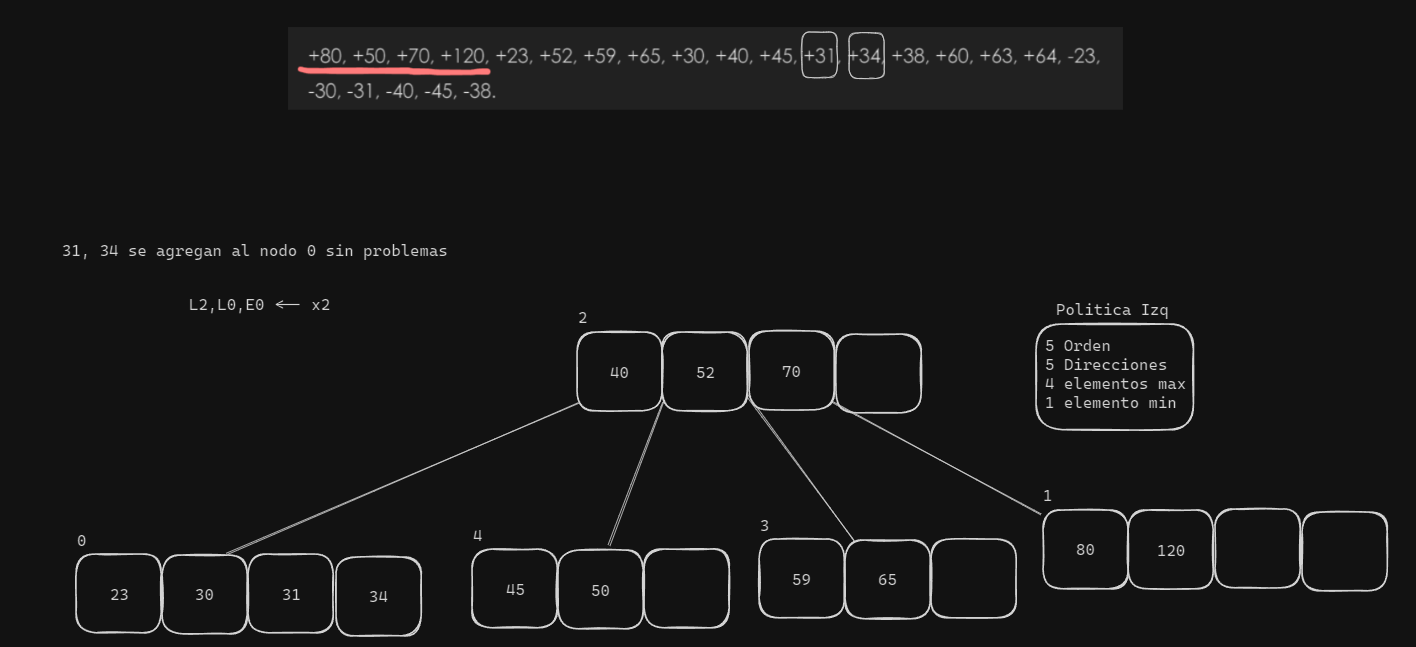 +80, +50, +70, +120, +23, +52, +59, +65, +30, +40, +45, +31, +34, +38, +60, +63, +64, -23,
-30, -31, -40, -45, -38.
31, 34 se agregan al nodo 0 sin problemas
L2,L0,E0 <— x2
Politica Izq
5 Orden
5 Direcciones
4 elementos max
1 elemento min
2
40 52 70
0
23 30 31 34
4
45 50
3
59 65
1
80 120